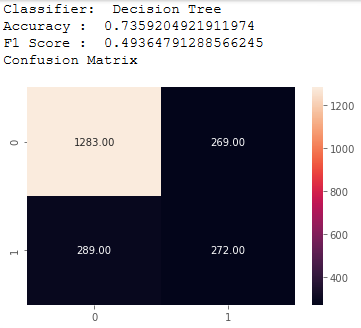 Classifier:  Decision Tree
Accuracy :  0.7359204921911974
F1 Score :  0.49364791288566245
Confusion Matrix
1283.00 269.00
289.00 272.00
0
1
0 1
1200
1000
800
600
400